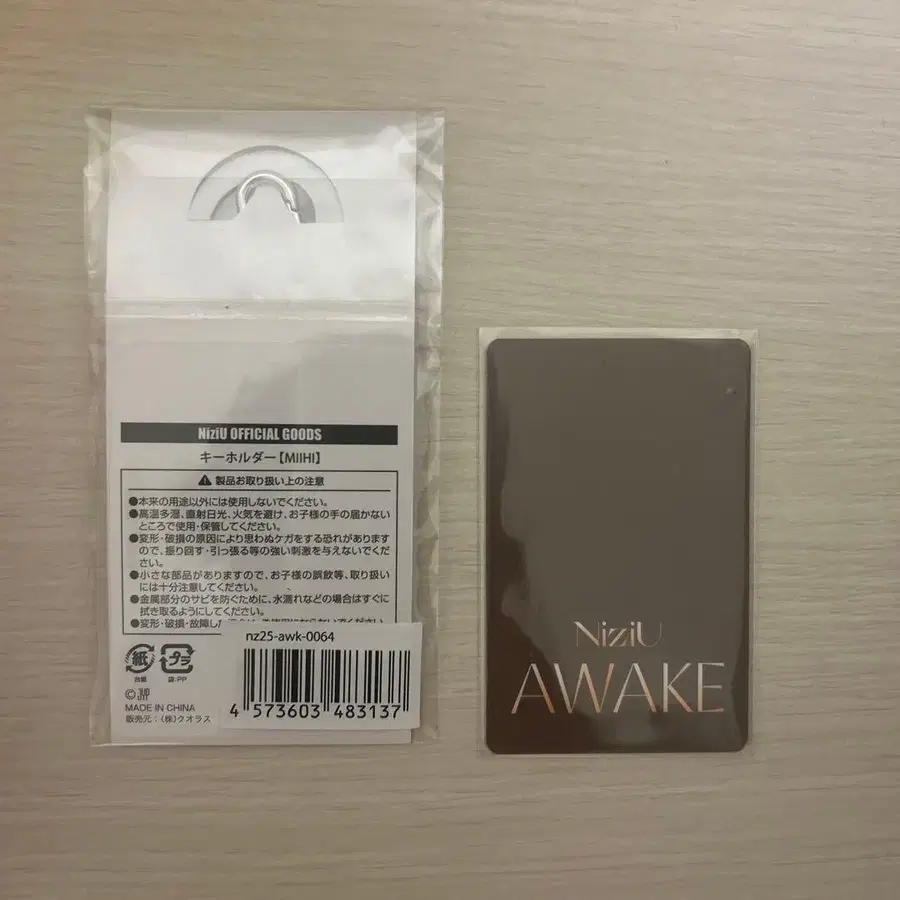 NiziU OFFICIAL GOODS
キーホルダー【MIIHI】
製品お取り扱い上の注意
●本来の用途以外には使用しないでください。
●高温多湿、直射日光、火気を避け、お子様の手の届かない
ところで使用・保管してください。
●変形・破損の原因により思わぬケガをする恐れがあります
ので、振り回す・引っ張る等の強い刺激を与えないでくだ
さい。
●小さな部品がありますので、お子様の誤飲等、取り扱い
には十分注意してください。
●金属部分のサビを防ぐために、水濡れなどの場合はすぐに
拭き取るようにしてください。
●変形・破損・故障した
紙
台紙
プラ
袋:PP
nz25-awk-0064
4 573603 483137
© JYP
MADE IN CHINA
販売元:(株)クオラス
NiziU
AWAKE